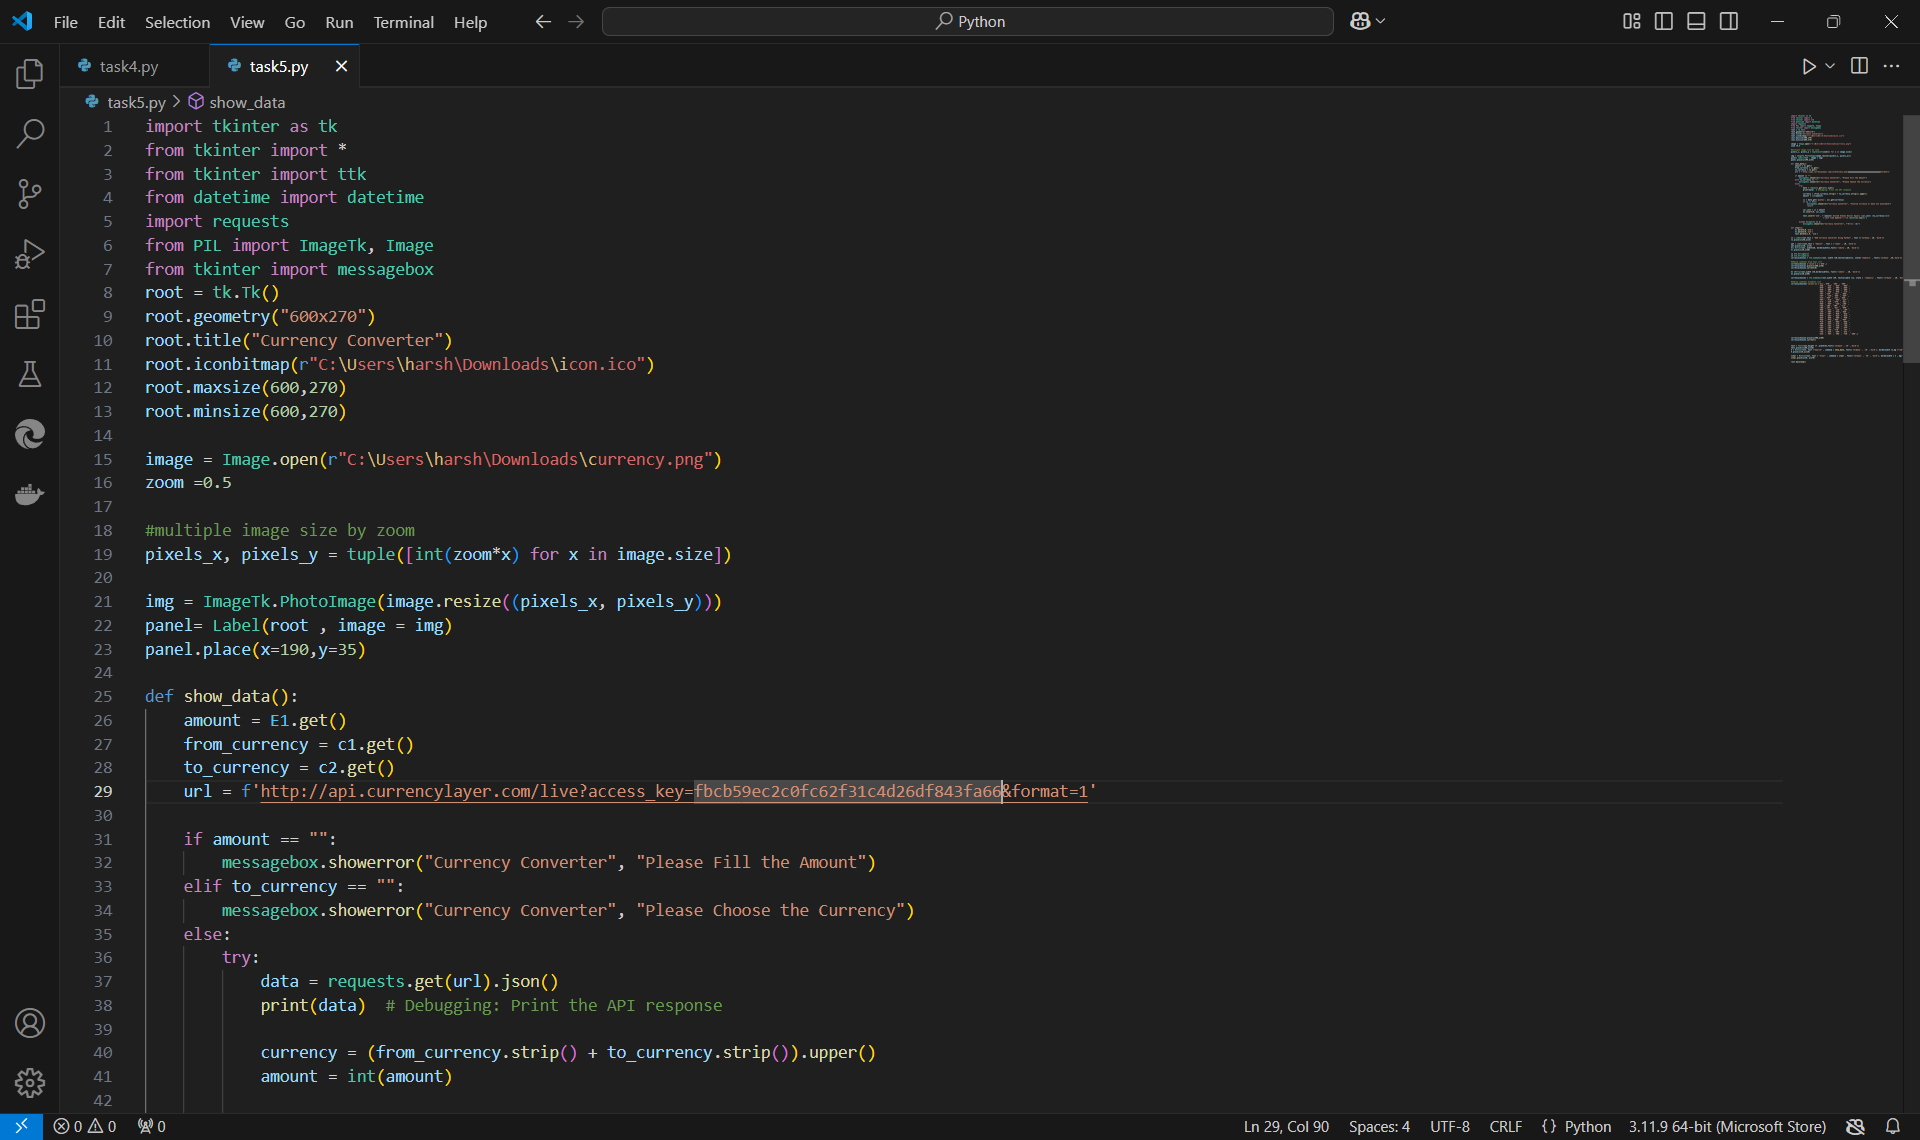 File Edit Selection View Go Run Terminal Help Python
task4.py task5.py
task5.py > show_data
1 import tkinter as tk
2 from tkinter import *
3 from tkinter import ttk
4 from datetime import datetime
5 import requests
6 from PIL import ImageTk, Image
7 from tkinter import messagebox
8 root = tk.Tk()
9 root.geometry("600x270")
10 root.title("Currency Converter")
11 root.iconbitmap(r"C:\Users\harsh\Downloads\icon.ico")
12 root.maxsize(600,270)
13 root.minsize(600,270)
14
15 image = Image.open(r"C:\Users\harsh\Downloads\currency.png")
16 zoom =0.5
17
18 #multiple image size by zoom
19 pixels_x, pixels_y = tuple([int(zoom*x) for x in image.size])
20
21 img = ImageTk.PhotoImage(image.resize((pixels_x, pixels_y)))
22 panel= Label(root , image = img)
23 panel.place(x=190,y=35)
24
25 def show_data():
26 amount = E1.get()
27 from_currency = c1.get()
28 to_currency = c2.get()
29 url = f'http://api.currencylayer.com/live?access_key=fbcb59ec2c0fc62f31c4d26df843fa66&format=1'
30
31 if amount == "":
32 messagebox.showerror("Currency Converter", "Please Fill the Amount")
33 elif to_currency == "":
34 messagebox.showerror("Currency Converter", "Please Choose the Currency")
35 else:
36 try:
37 data = requests.get(url).json()
38 print(data)  # Debugging: Print the API response
39
40 currency = (from_currency.strip() + to_currency.strip()).upper()
41 amount = int(amount)
42
0 0 0 Ln 29, Col 90 Spaces: 4 UTF-8 CRLF {} Python 3.11.9 64-bit (Microsoft Store)